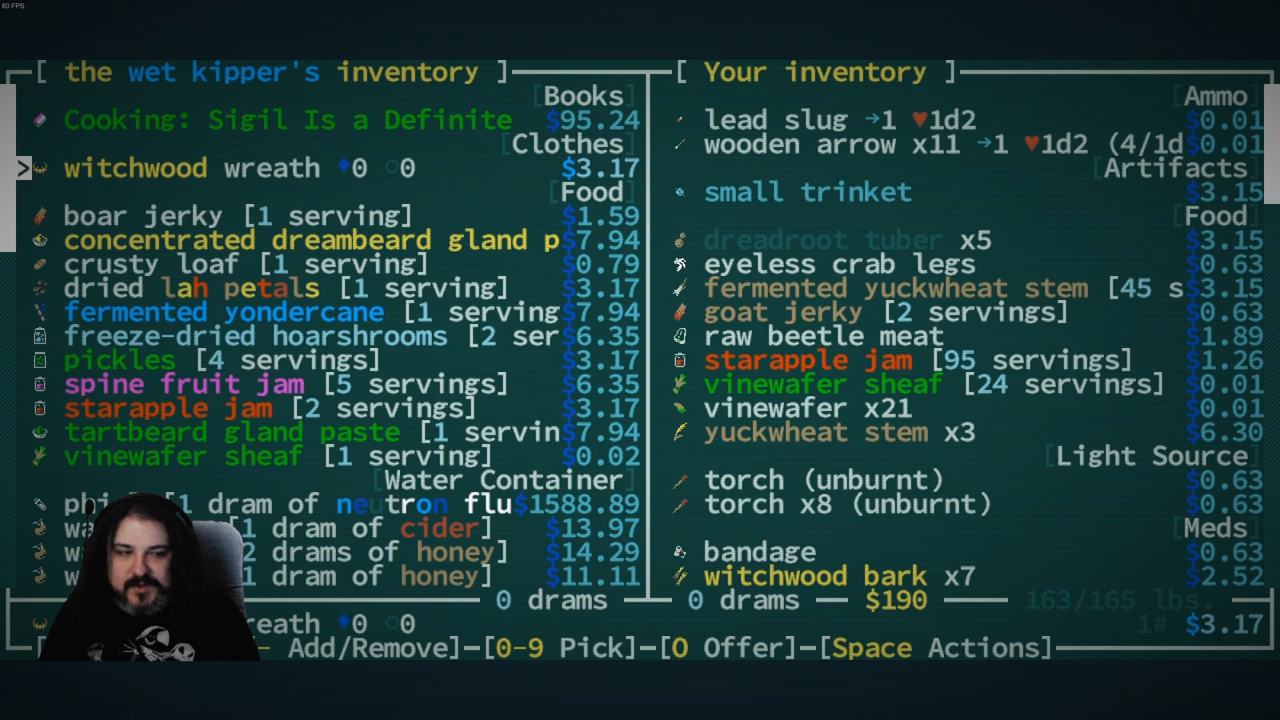 60 FPS
[ the wet kipper's inventory ]
[Books]
Cooking: Sigil Is a Definite $95.24
[Clothes]
> witchwood wreath ♦0 ○0 $3.17
[Food]
boar jerky [1 serving] $1.59
concentrated dreambeard gland p $7.94
crusty loaf [1 serving] $0.79
dried lah petals [1 serving] $3.17
fermented yondercane [1 serving $7.94
freeze-dried hoarshrooms [2 ser $6.35
pickles [4 servings] $3.17
spine fruit jam [5 servings] $6.35
starapple jam [2 servings] $3.17
tartbeard gland paste [1 servin $7.94
vinewafer sheaf [1 serving] $0.02
[Water Container]
[1 dram of neutron flu $1588.89
[1 dram of cider] $13.97
2 drams of honey] $14.29
1 dram of honey] $11.11
0 drams
[ Your inventory ]
[Ammo]
lead slug →1 ♥1d2 $0.01
wooden arrow x11 →1 ♥1d2 (4/1d $0.01
[Artifacts]
small trinket $3.15
[Food]
dreadroot tuber x5 $3.15
eyeless crab legs $0.63
fermented yuckwheat stem [45 s $3.15
goat jerky [2 servings] $0.63
raw beetle meat $1.89
starapple jam [95 servings] $1.26
vinewafer sheaf [24 servings] $0.01
vinewafer x21 $0.01
yuckwheat stem x3 $6.30
[Light Source]
torch (unburnt) $0.63
torch x8 (unburnt) $0.63
[Meds]
bandage $0.63
witchwood bark x7 $2.52
0 drams — $190 163/165 lbs.
reath ♦0 ○0 1# $3.17
- Add/Remove]-[0-9 Pick]-[O Offer]-[Space Actions]